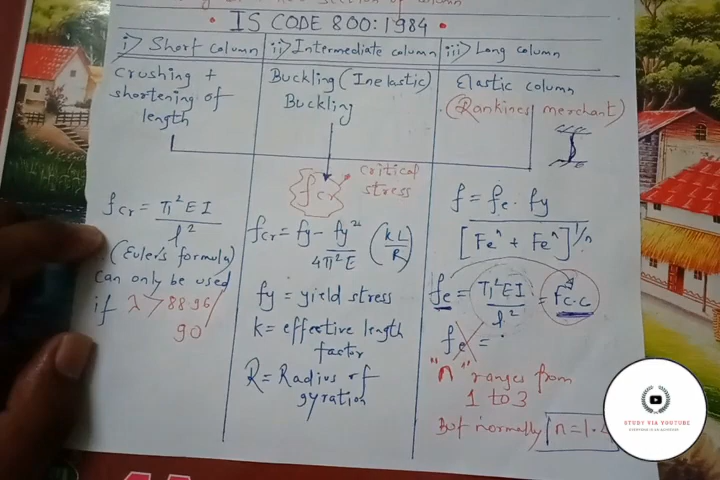 • IS CODE 800:1984 •
i) Short column
Crushing +
shortening of
length
fcr = π²EI / l²
(Euler's formula)
Can only be used
if λ > 88.96/
90
ii) Intermediate column
Buckling (Inelastic)
Buckling
fcr critical
stress
fcr = fy - fy² / 4π²E (kL / R)
fy = yield stress
k = effective length
factor
R = Radius of
gyration
iii) Long column
Elastic column
(Rankines merchant)
f = fe. fy / [Feⁿ + Feⁿ]^1/n
fe = π²EI / l² = fc.c
fe =
"n" ranges from
1 to 3
But normally n = 1.4
STUDY VIA YOUTUBE